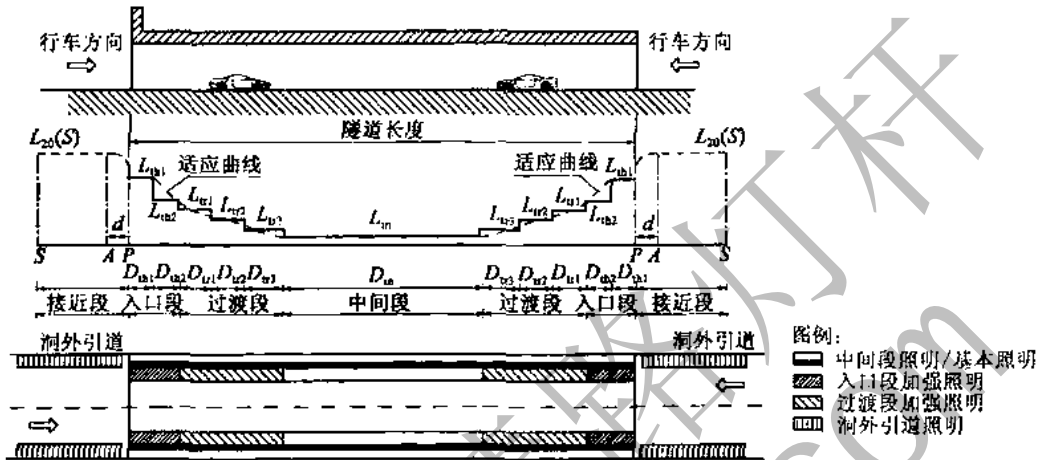 行车方向
行车方向
隧道长度
L20(S)
L20(S)
Lth1
适应曲线
适应曲线
Lth1
Lth2
Ltr1
Ltr2
Ltr3
Lin
Ltr3
Ltr2
Ltr1
Lth2
d
d
S
A
P
P
A
S
Dth1
Dth2
Dtr1
Dtr2
Dtr3
Din
Dtr3
Dtr2
Dtr1
Dth2
Dth1
接近段
入口段
过渡段
中间段
过渡段
入口段
接近段
洞外引道
洞外引道
图例:
中间段照明/基本照明
入口段加强照明
过渡段加强照明
洞外引道照明
路灯杆
com